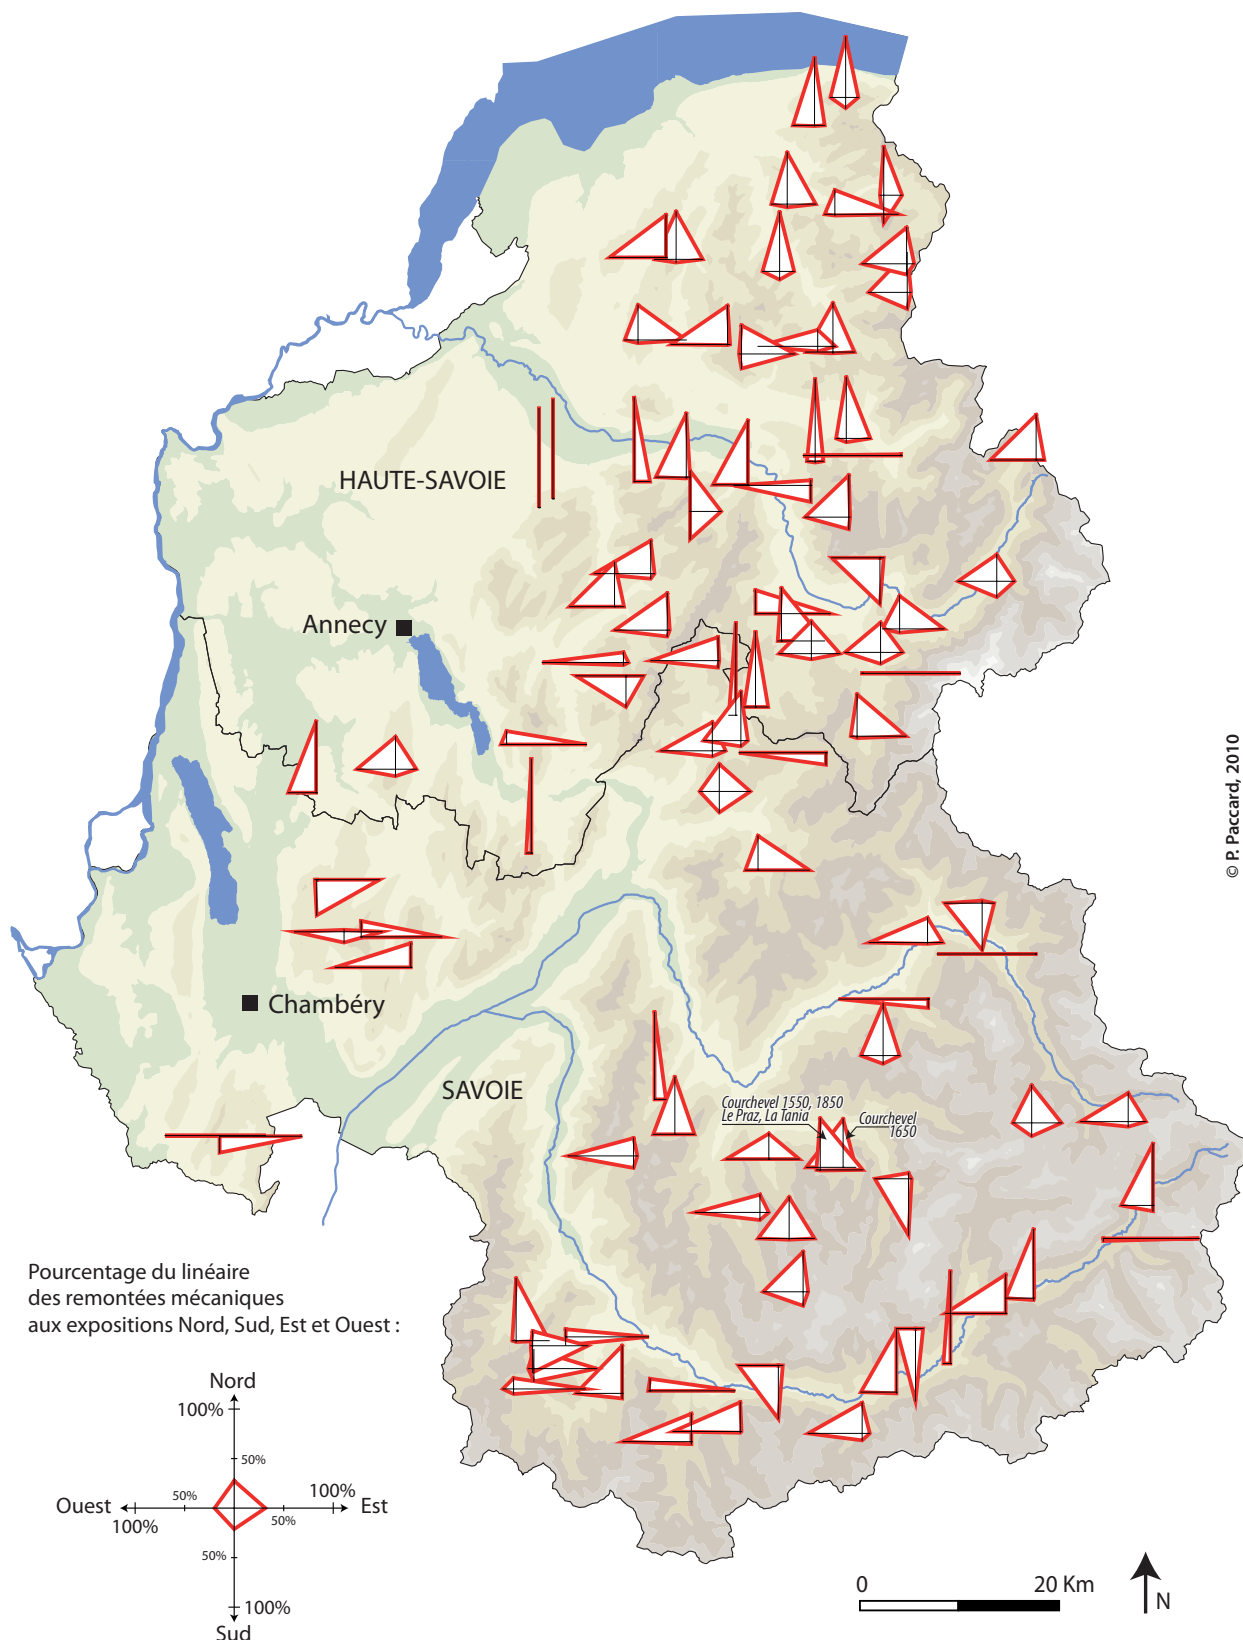 HAUTE-SAVOIE
Annecy
© P. Paccard, 2010
Chambéry
SAVOIE
Courchevel 1550, 1850
Le Praz, La Tania
Courchevel
1650
Pourcentage du linéaire
des remontées mécaniques
aux expositions Nord, Sud, Est et Ouest :
Nord
100%
50%
Ouest
50%
100%
Est
100%
50%
50%
100%
Sud
0 20 Km
N